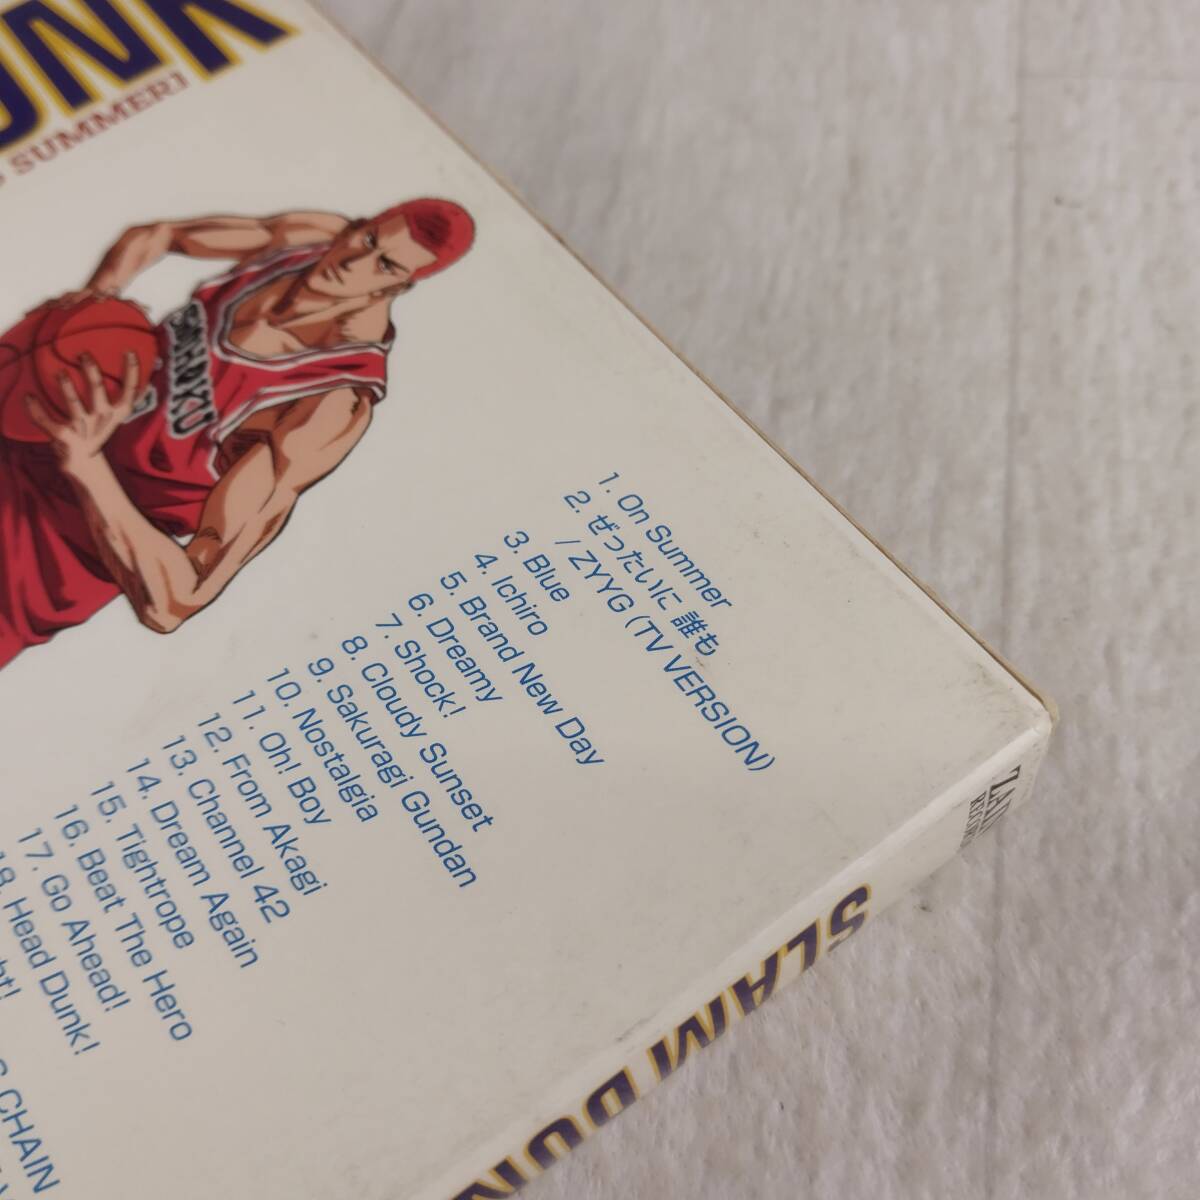 SUMMER]
SHOHOKU
1. On Summer
2. ぜったいに 誰も
/ ZYYG (TV VERSION)
3. Blue
4. Ichiro
5. Brand New Day
6. Dreamy
7. Shock!
8. Cloudy Sunset
9. Sakuragi Gundan
10. Nostalgia
11. Oh! Boy
12. From Akagi
13. Channel 42
14. Dream Again
15. Tightrope
16. Beat The Hero
17. Go Ahead!
18. Head Dunk!
CHAIN
SLAM DUN